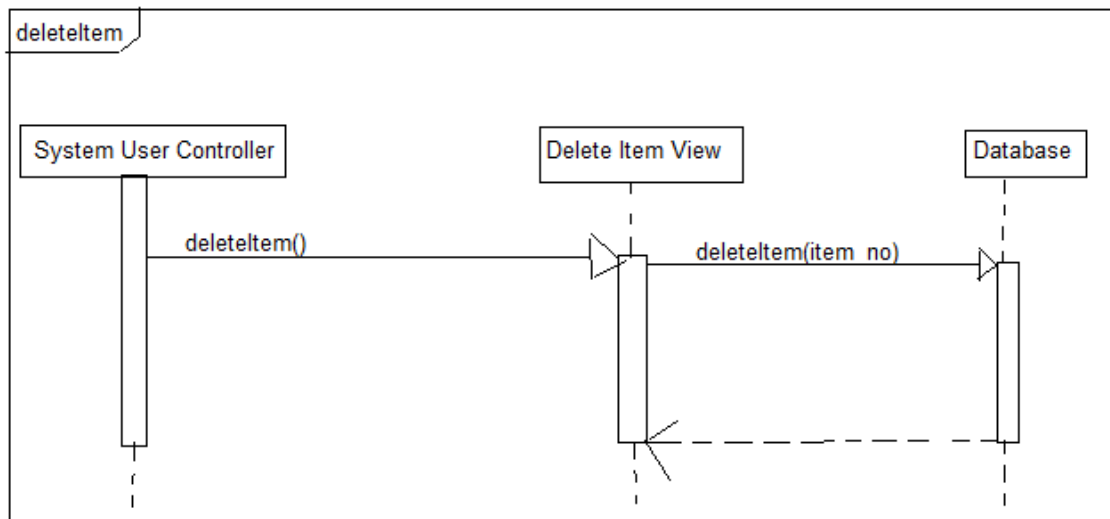 deleteItem
System User Controller
Delete Item View
Database
deleteItem()
deleteItem(item_no)